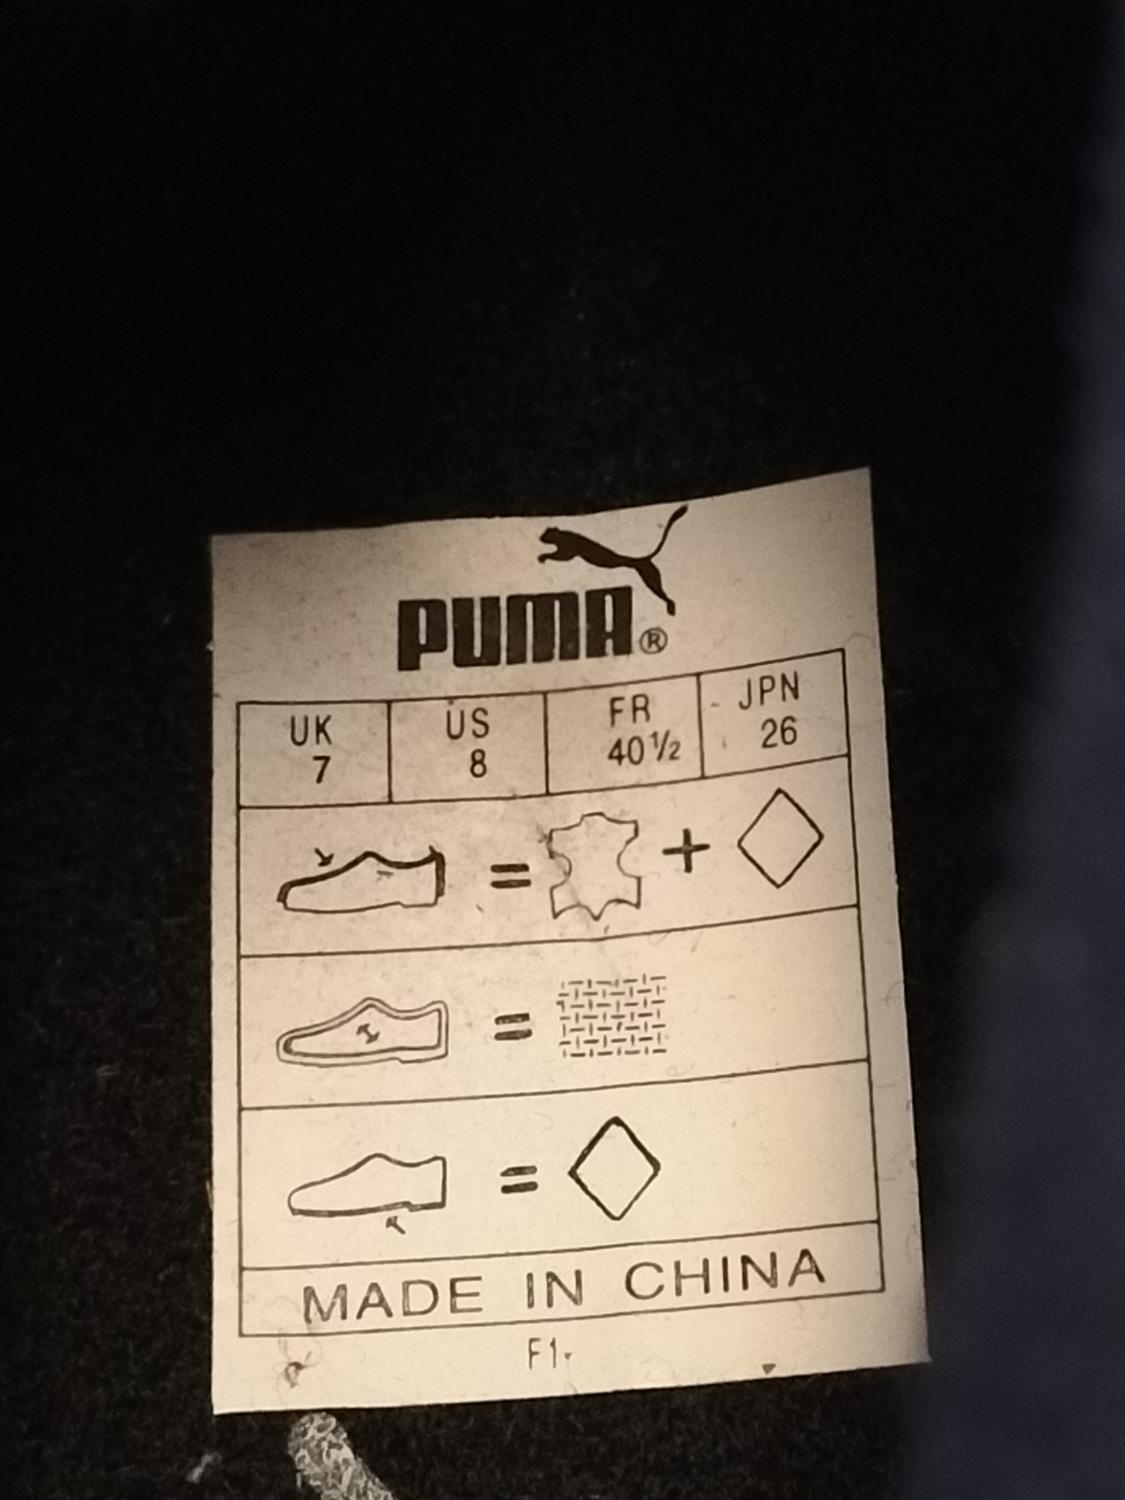 PUMA®
UK US FR JPN
7 8 40½ 26
= +
=
=
MADE IN CHINA
F1